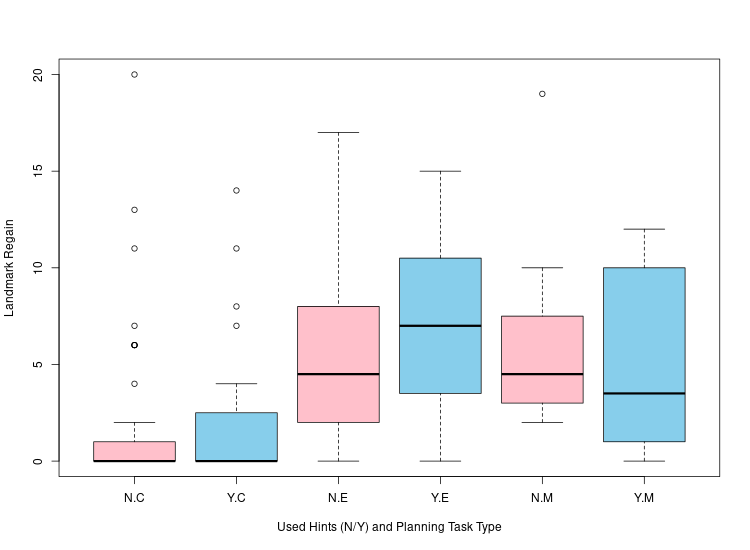 20
15
10
5
0
Landmark Regain
N.C Y.C N.E Y.E N.M Y.M
Used Hints (N/Y) and Planning Task Type